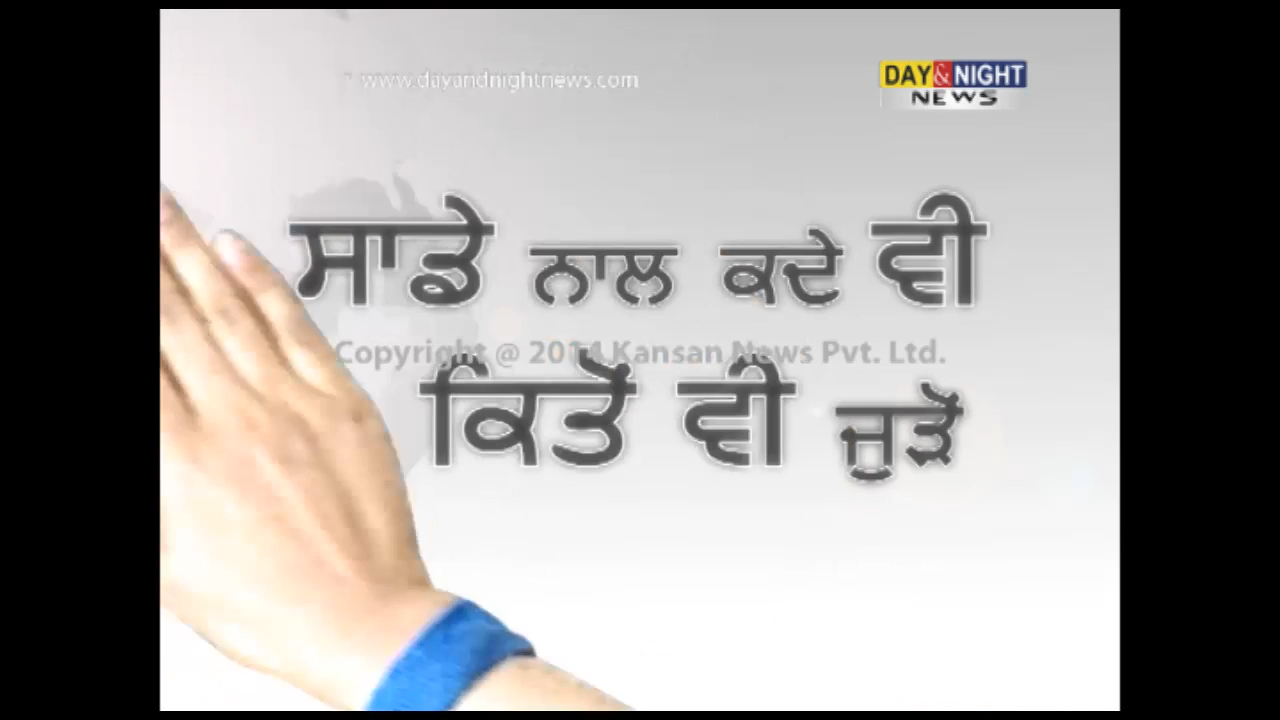 www.dayandnightnews.com
DAY&NIGHT
NEWS
ਸਾਡੇ ਨਾਲ ਕਦੇ ਵੀ
Copyright @ 2014 Kansan News Pvt. Ltd.
ਕਿਤੋਂ ਵੀ ਜੁੜੋਂ